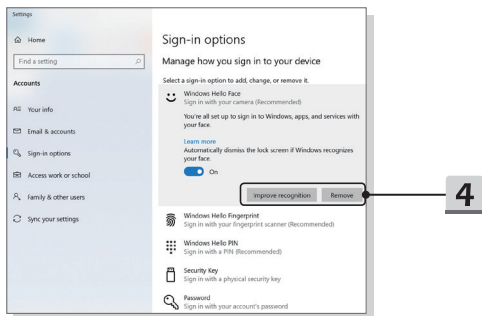 Settings
Home
Find a setting
Accounts
Your info
Email & accounts
Sign-in options
Access work or school
Family & other users
Sync your settings
Sign-in options
Manage how you sign in to your device
Select a sign-in option to add, change, or remove it.
Windows Hello Face
Sign in with your camera (Recommended)
You're all set up to sign in to Windows, apps, and services with
your face.
Learn more
Automatically dismiss the lock screen if Windows recognizes
your face.
On
Improve recognition
Remove
4
Windows Hello Fingerprint
Sign in with your fingerprint scanner (Recommended)
Windows Hello PIN
Sign in with a PIN (Recommended)
Security Key
Sign in with a physical security key
Password
Sign in with your account's password